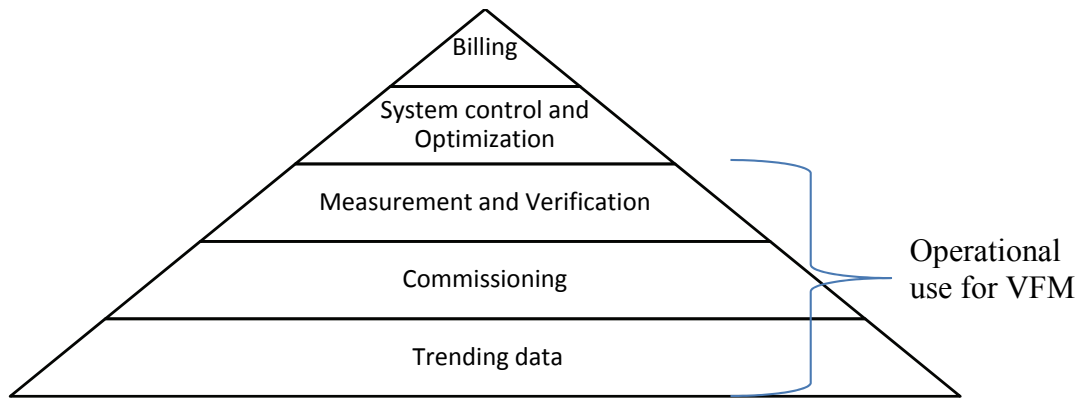 Billing
System control and
Optimization
Measurement and Verification
Operational
use for VFM
Commissioning
Trending data